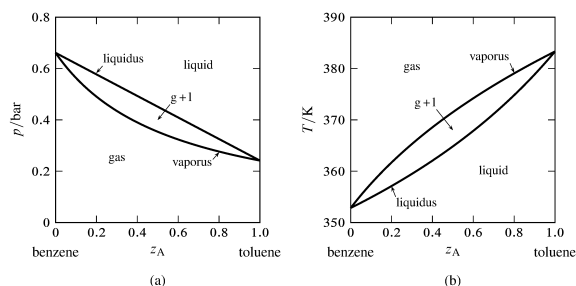 0.8
0.6
0.4
0.2
0
p/bar
liquidus
liquid
g+l
gas
vaporus
0 0.2 0.4 0.6 0.8 1.0
benzene zA toluene
(a)
390
380
370
360
350
T/K
vaporus
gas
g+l
liquid
liquidus
0 0.2 0.4 0.6 0.8 1.0
benzene zA toluene
(b)